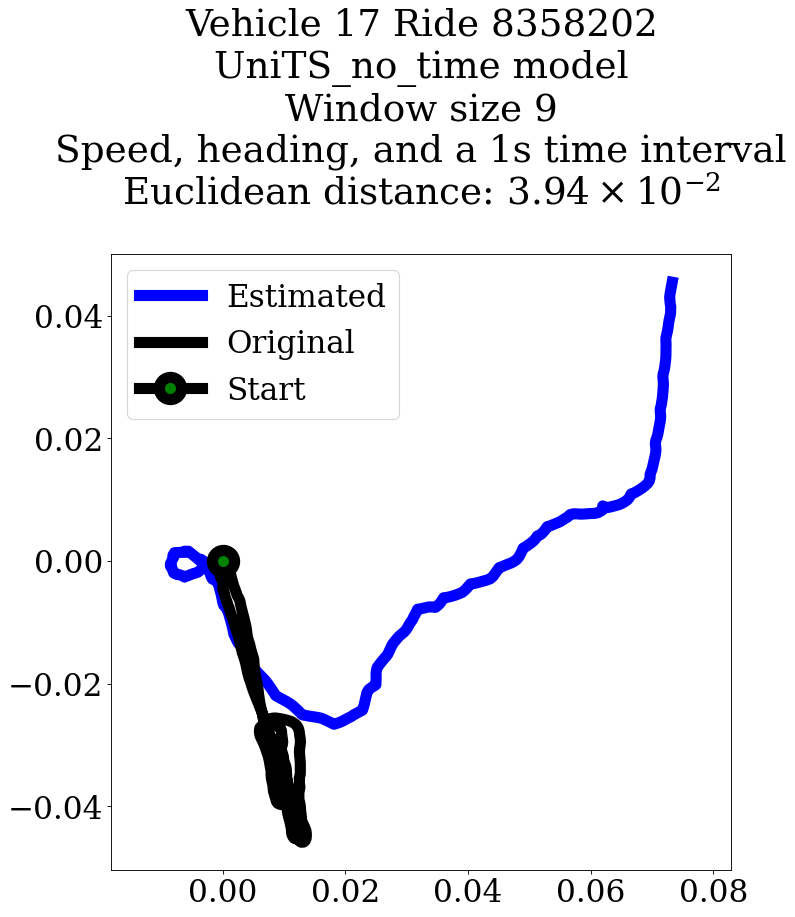 Vehicle 17 Ride 8358202
UniTS_no_time model
Window size 9
Speed, heading, and a 1s time interval
Euclidean distance: 3.94 × 10⁻²
Estimated
Original
Start
0.04
0.02
0.00
−0.02
−0.04
0.00 0.02 0.04 0.06 0.08